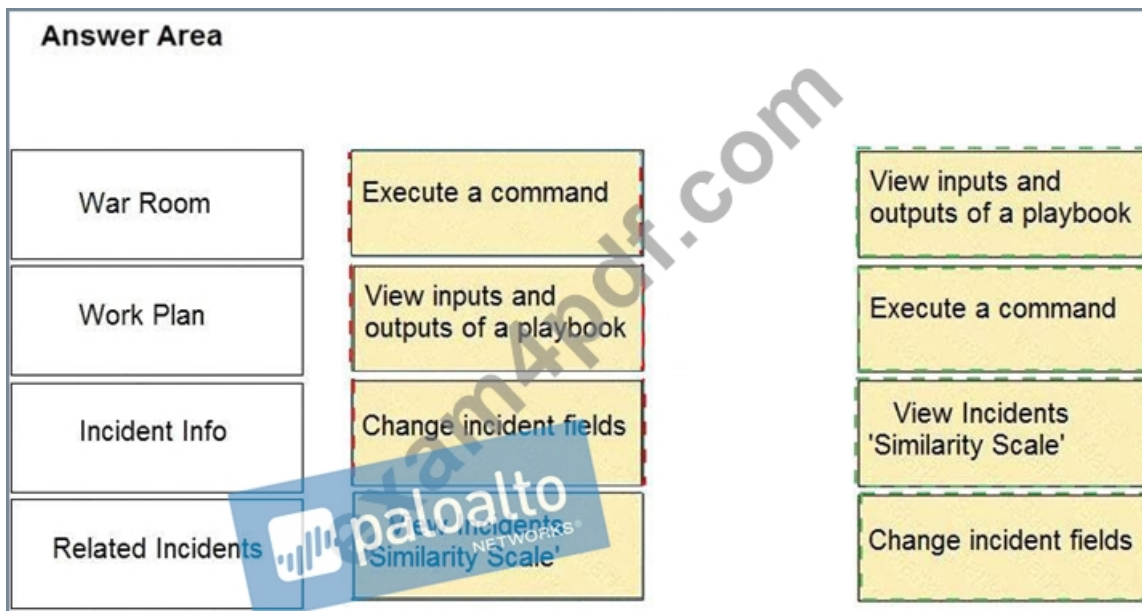 Answer Area
War Room
Execute a command
View inputs and
outputs of a playbook
Work Plan
View inputs and
outputs of a playbook
Execute a command
Incident Info
Change incident fields
View Incidents
'Similarity Scale'
Related Incidents
View Incidents
'Similarity Scale'
Change incident fields
exam4pdf.com
paloalto
NETWORKS®